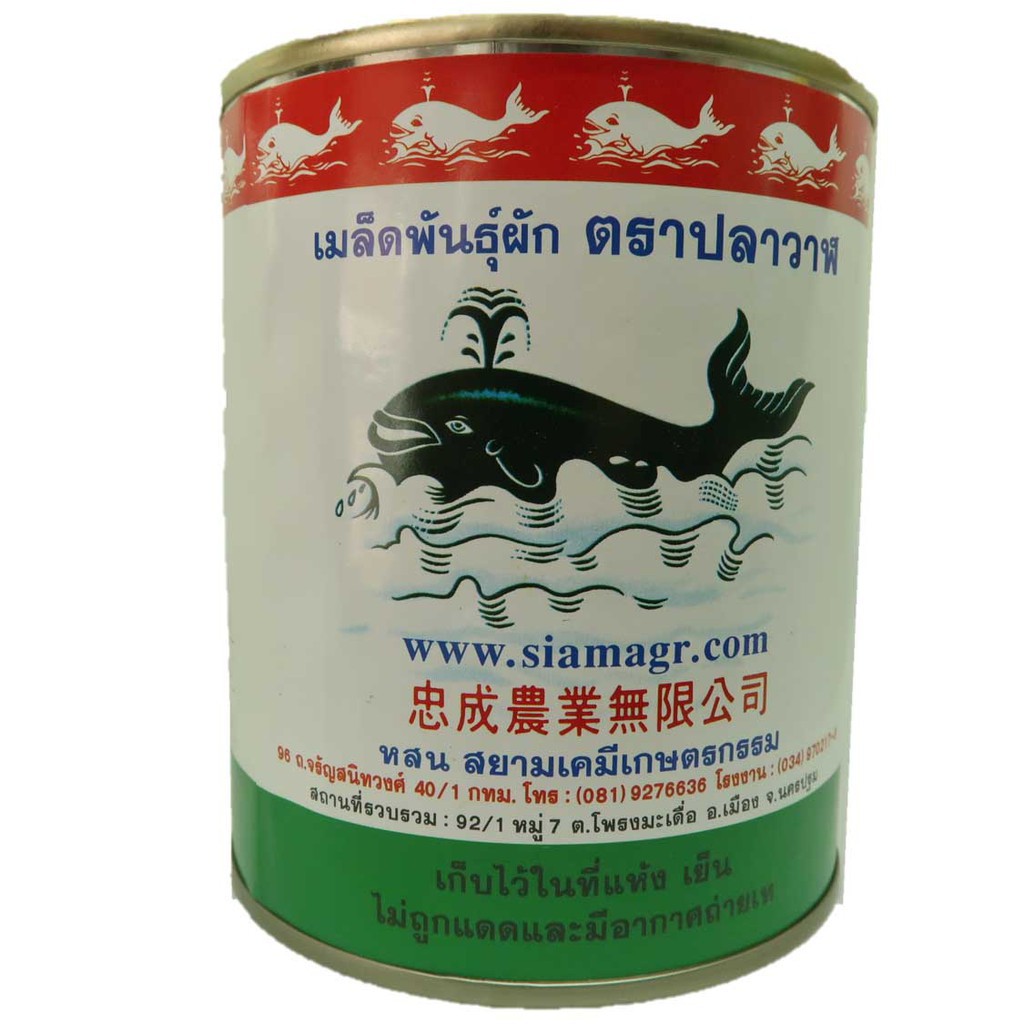 เมล็ดพันธุ์ผัก ตราปลาวาฬ
www.siamagr.com
忠成農業無限公司
หสน สยามเคมีเกษตรกรรม
96 ถ.จรัญสนิทวงศ์ 40/1 กทม. โทร : (081) 9276636 โรงงาน : (034)
สถานที่รวบรวม : 92/1 หมู่ 7 ต.โพรงมะเดื่อ อ.เมือง จ.นครปฐม
เก็บไว้ในที่แห้ง เย็น
ไม่ถูกแดดและมีอากาศถ่ายเท